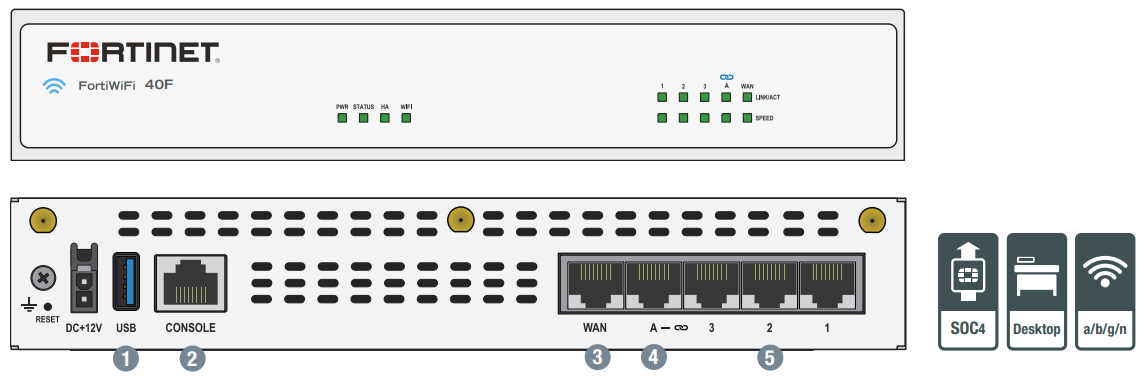 FORTINET
FortiWiFi 40F
PWR STATUS HA WIFI
1 2 3 A WAN
LINK/ACT
SPEED
RESET
DC+12V USB CONSOLE WAN A 3 2 1
1 2 3 4 5
SOC4 Desktop a/b/g/n